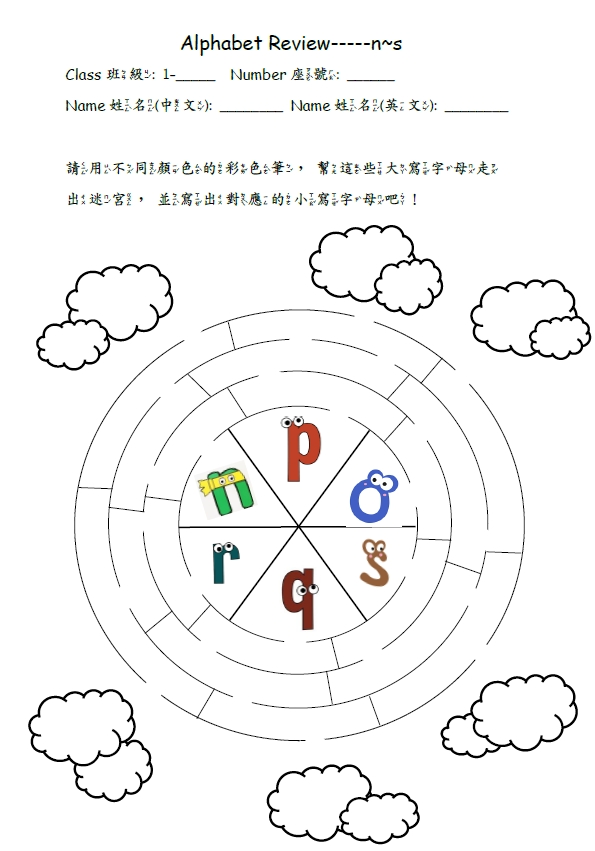 Alphabet Review-----n~s
Class 班級: 1-_____ Number 座號: ______
Name 姓名(中文): ________ Name 姓名(英文): ________
請用不同顏色的彩色筆， 幫這些大寫字母走
出迷宮， 並寫出對應的小寫字母吧！
p
n
o
r
s
q